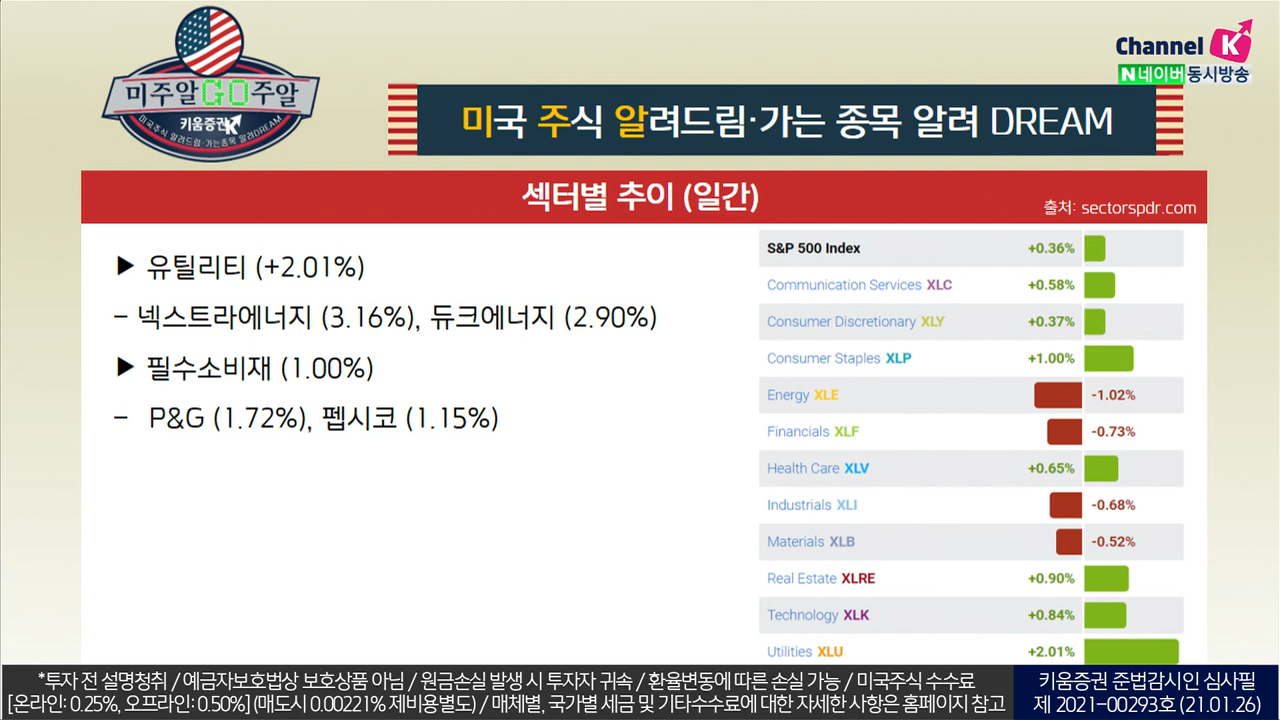 미주알GO주알
키움증권K
미국주식 알려드림·가는종목 알려DREAM
Channel K
N 네이버 동시방송
미국 주식 알려드림·가는 종목 알려 DREAM
섹터별 추이 (일간)
출처: sectorspdr.com
▶ 유틸리티 (+2.01%)
– 넥스트라에너지 (3.16%), 듀크에너지 (2.90%)
▶ 필수소비재 (1.00%)
– P&G (1.72%), 펩시코 (1.15%)
S&P 500 Index +0.36%
Communication Services XLC +0.58%
Consumer Discretionary XLY +0.37%
Consumer Staples XLP +1.00%
Energy XLE -1.02%
Financials XLF -0.73%
Health Care XLV +0.65%
Industrials XLI -0.68%
Materials XLB -0.52%
Real Estate XLRE +0.90%
Technology XLK +0.84%
Utilities XLU +2.01%
*투자 전 설명청취 / 예금자보호법상 보호상품 아님 / 원금손실 발생 시 투자자 귀속 / 환율변동에 따른 손실 가능 / 미국주식 수수료
[온라인: 0.25%, 오프라인: 0.50%] (매도시 0.00221% 제비용별도) / 매체별, 국가별 세금 및 기타수수료에 대한 자세한 사항은 홈페이지 참고
키움증권 준법감시인 심사필
제 2021-00293호 (21.01.26)